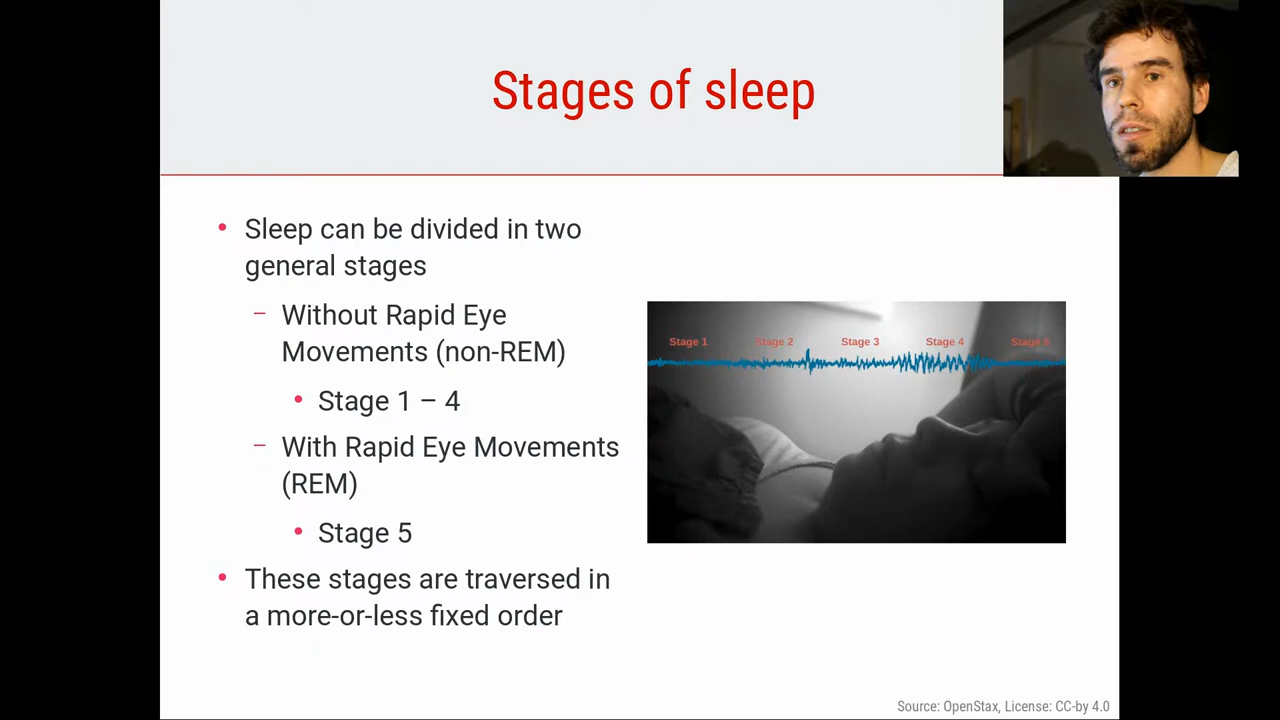 Stages of sleep
• Sleep can be divided in two
general stages
– Without Rapid Eye
Movements (non-REM)
• Stage 1 – 4
– With Rapid Eye Movements
(REM)
• Stage 5
• These stages are traversed in
a more-or-less fixed order
Stage 1 Stage 2 Stage 3 Stage 4 Stage 5
Source: OpenStax, License: CC-by 4.0